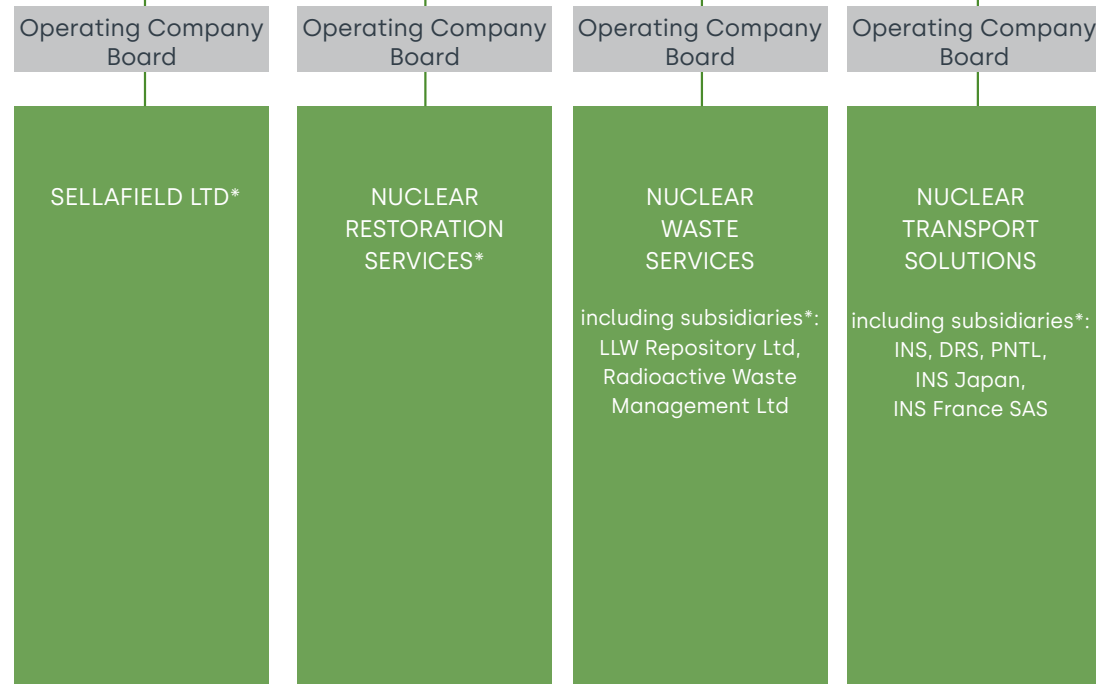 Operating Company
Board
Operating Company
Board
Operating Company
Board
Operating Company
Board
SELLAFIELD LTD*
NUCLEAR
RESTORATION
SERVICES*
NUCLEAR
WASTE
SERVICES
including subsidiaries*:
LLW Repository Ltd,
Radioactive Waste
Management Ltd
NUCLEAR
TRANSPORT
SOLUTIONS
including subsidiaries*:
INS, DRS, PNTL,
INS Japan,
INS France SAS